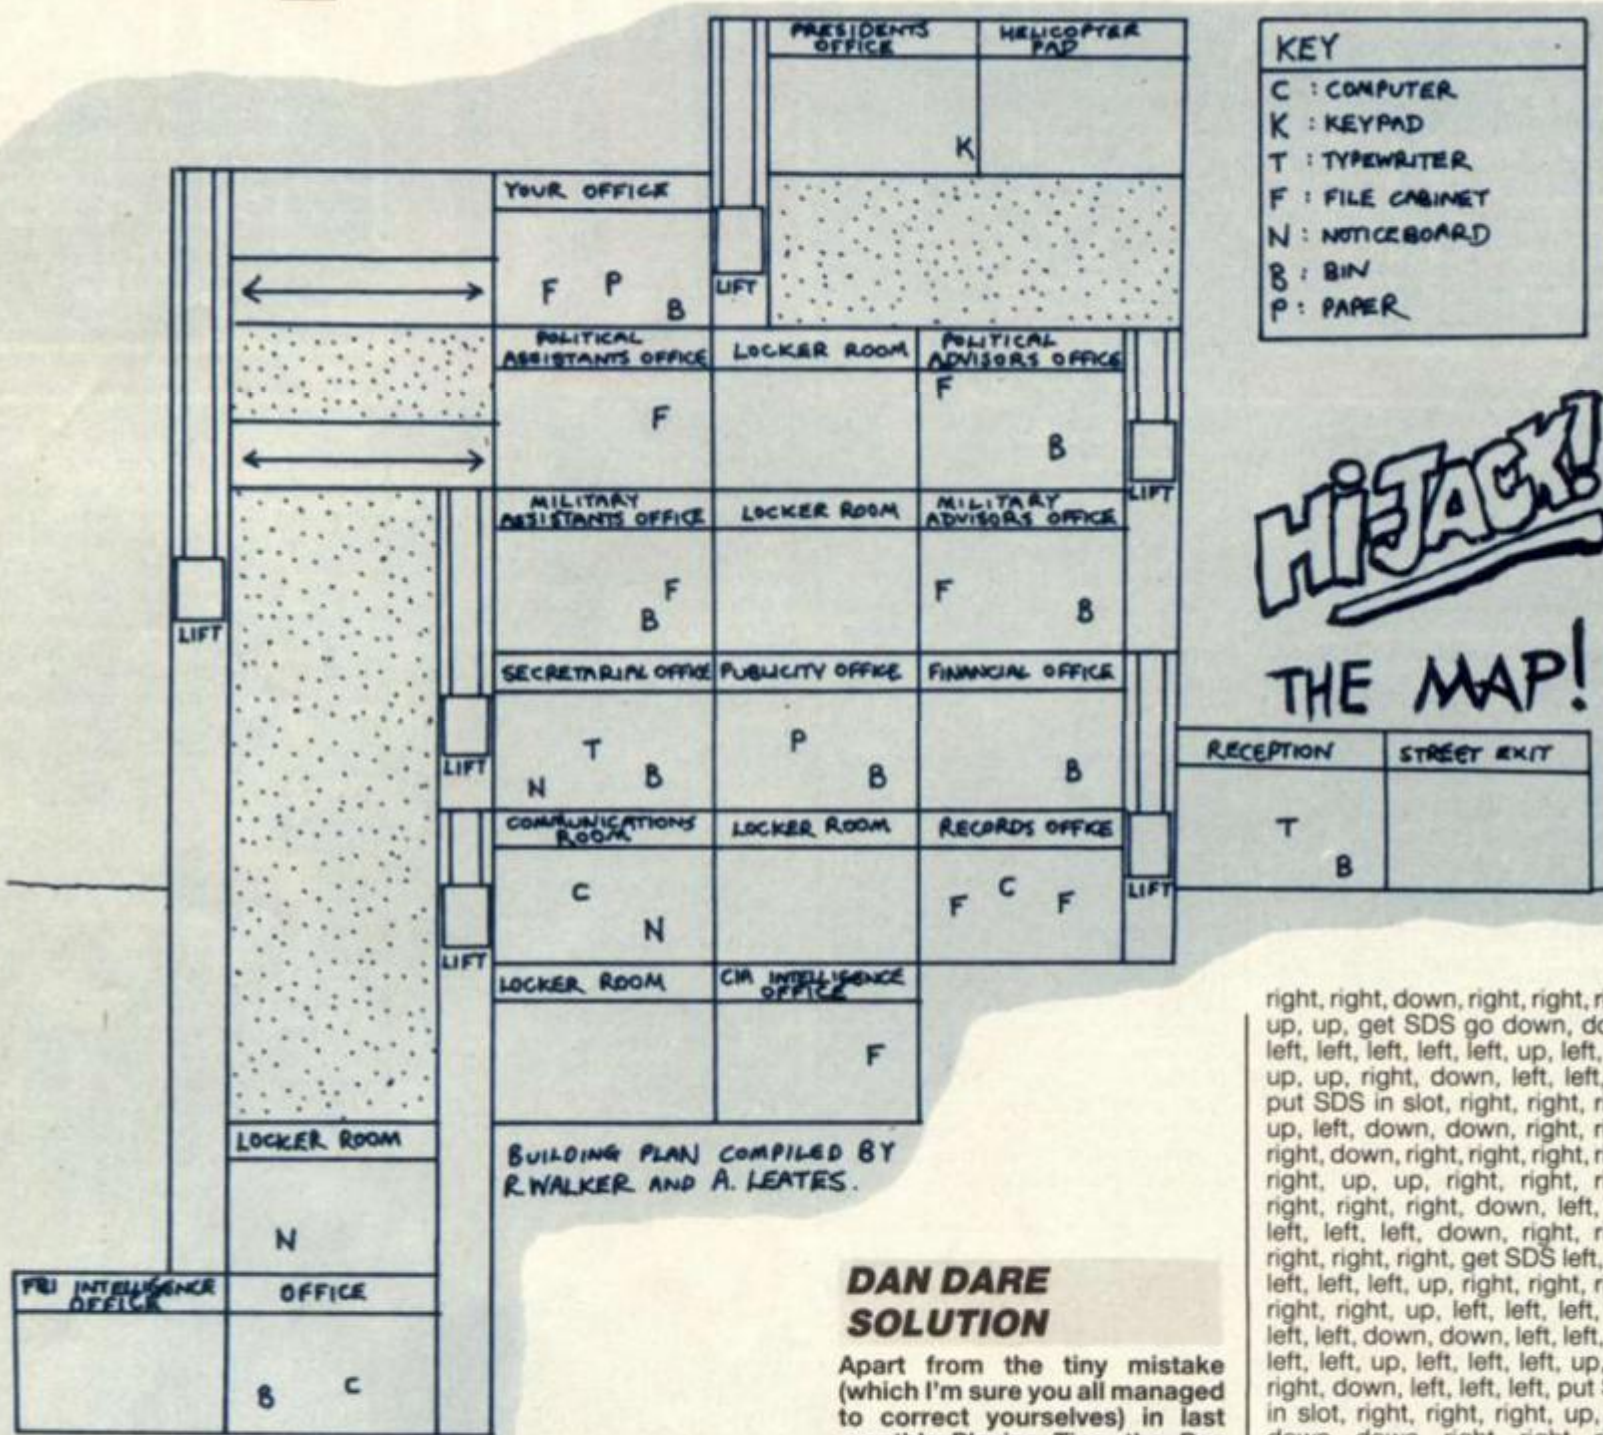 PRESIDENTS OFFICE
HELICOPTER PAD
K
KEY
C : COMPUTER
K : KEYPAD
T : TYPEWRITER
F : FILE CABINET
N : NOTICEBOARD
B : BIN
P : PAPER
YOUR OFFICE
F P B
LIFT
POLITICAL ASSISTANTS OFFICE
LOCKER ROOM
POLITICAL ADVISORS OFFICE
F
F
B
LIFT
HIJACK!
THE MAP!
MILITARY ASSISTANTS OFFICE
LOCKER ROOM
MILITARY ADVISORS OFFICE
F
B
F
B
LIFT
SECRETARIAL OFFICE
PUBLICITY OFFICE
FINANCIAL OFFICE
T
N
B
P
B
B
LIFT
RECEPTION
STREET EXIT
T
B
COMMUNICATIONS ROOM
LOCKER ROOM
RECORDS OFFICE
C
N
F C F
LIFT
LIFT
LOCKER ROOM
CIA INTELLIGENCE OFFICE
F
LOCKER ROOM
N
BUILDING PLAN COMPILED BY
R WALKER AND A. LEATES.
FBI INTELLIGENCE OFFICE
OFFICE
B C
DAN DARE
SOLUTION
Apart from the tiny mistake
(which I'm sure you all managed
to correct yourselves) in last
right, right, down, right, right,
up, up, get SDS go down,
left, left, left, left, left, up, left,
up, up, right, down, left, left,
put SDS in slot, right, right,
up, left, down, down, right,
right, down, right, right, right,
right, up, up, right, right,
right, right, right, down, left,
left, left, left, down, right,
right, right, right, get SDS left,
left, left, left, up, right, right,
right, right, up, left, left, left,
left, left, down, down, left, left,
left, left, up, left, left, left, up,
right, down, left, left, left, put
in slot, right, right, right, up,